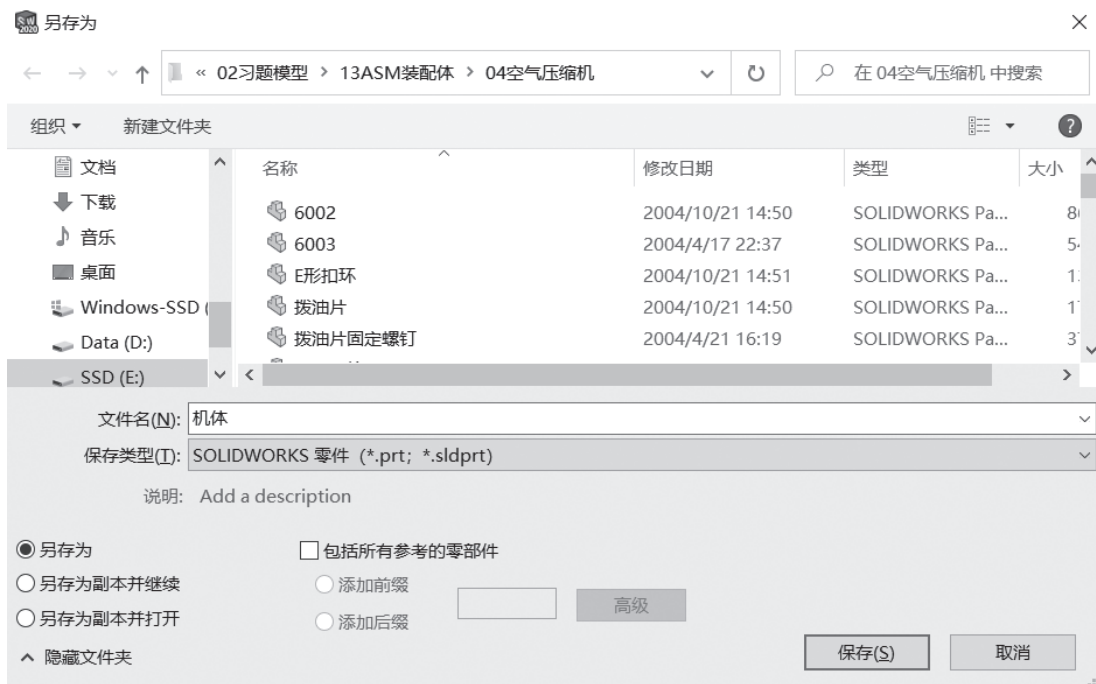 SW 2020 另存为
« 02习题模型 › 13ASM装配体 › 04空气压缩机 在 04空气压缩机 中搜索
组织 新建文件夹
文档 名称 修改日期 类型 大小
下载
音乐
桌面
Windows-SSD (
Data (D:)
SSD (E:)
6002 2004/10/21 14:50 SOLIDWORKS Pa...
6003 2004/4/17 22:37 SOLIDWORKS Pa...
E形扣环 2004/10/21 14:51 SOLIDWORKS Pa...
拨油片 2004/10/21 14:50 SOLIDWORKS Pa...
拨油片固定螺钉 2004/4/21 16:19 SOLIDWORKS Pa...
文件名(N): 机体
保存类型(T): SOLIDWORKS 零件 (*.prt; *.sldprt)
说明: Add a description
另存为 包括所有参考的零部件
另存为副本并继续 添加前缀
高级
另存为副本并打开 添加后缀
隐藏文件夹 保存(S) 取消